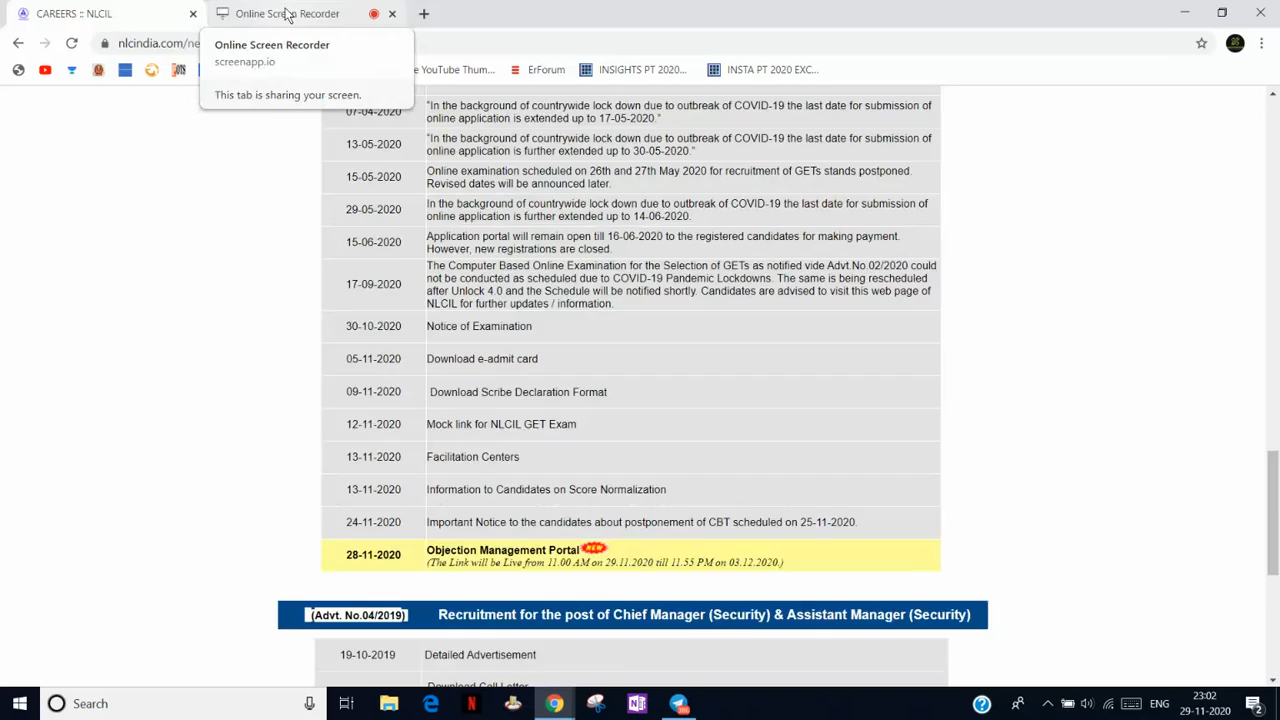 CAREERS :: NLCIL
Online Screen Recorder
nlcindia.com/ne
Online Screen Recorder
screenapp.io
This tab is sharing your screen.
e YouTube Thum...
ErForum
INSIGHTS PT 2020...
INSTA PT 2020 EXC...
07-04-2020 "In the background of countrywide lock down due to outbreak of COVID-19 the last date for submission of
online application is extended up to 17-05-2020."
13-05-2020 "In the background of countrywide lock down due to outbreak of COVID-19 the last date for submission of
online application is further extended up to 30-05-2020."
15-05-2020 Online examination scheduled on 26th and 27th May 2020 for recruitment of GETs stands postponed.
Revised dates will be announced later.
29-05-2020 In the background of countrywide lock down due to outbreak of COVID-19 the last date for submission of
online application is further extended up to 14-06-2020.
15-06-2020 Application portal will remain open till 16-06-2020 to the registered candidates for making payment.
However, new registrations are closed.
17-09-2020 The Computer Based Online Examination for the Selection of GETs as notified vide Advt.No.02/2020 could
not be conducted as scheduled due to COVID-19 Pandemic Lockdowns. The same is being rescheduled
after Unlock 4.0 and the Schedule will be notified shortly. Candidates are advised to visit this web page of
NLCIL for further updates / information.
30-10-2020 Notice of Examination
05-11-2020 Download e-admit card
09-11-2020 Download Scribe Declaration Format
12-11-2020 Mock link for NLCIL GET Exam
13-11-2020 Facilitation Centers
13-11-2020 Information to Candidates on Score Normalization
24-11-2020 Important Notice to the candidates about postponement of CBT scheduled on 25-11-2020.
28-11-2020 Objection Management Portal NEW
(The Link will be Live from 11.00 AM on 29.11.2020 till 11.55 PM on 03.12.2020.)
(Advt. No.04/2019) Recruitment for the post of Chief Manager (Security) & Assistant Manager (Security)
19-10-2019 Detailed Advertisement
Download Call Letter
Search
ENG
23:02
29-11-2020
2